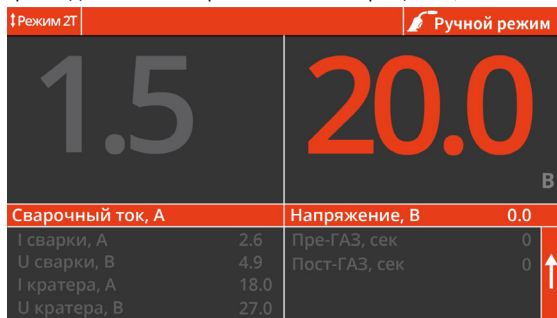 Режим 2Т
Ручной режим
1.5
20.0
В
Сварочный ток, А
Напряжение, В 0.0
I сварки, А 2.6
U сварки, В 4.9
I кратера, А 18.0
U кратера, В 27.0
Пре-ГАЗ, сек 0
Пост-ГАЗ, сек 0